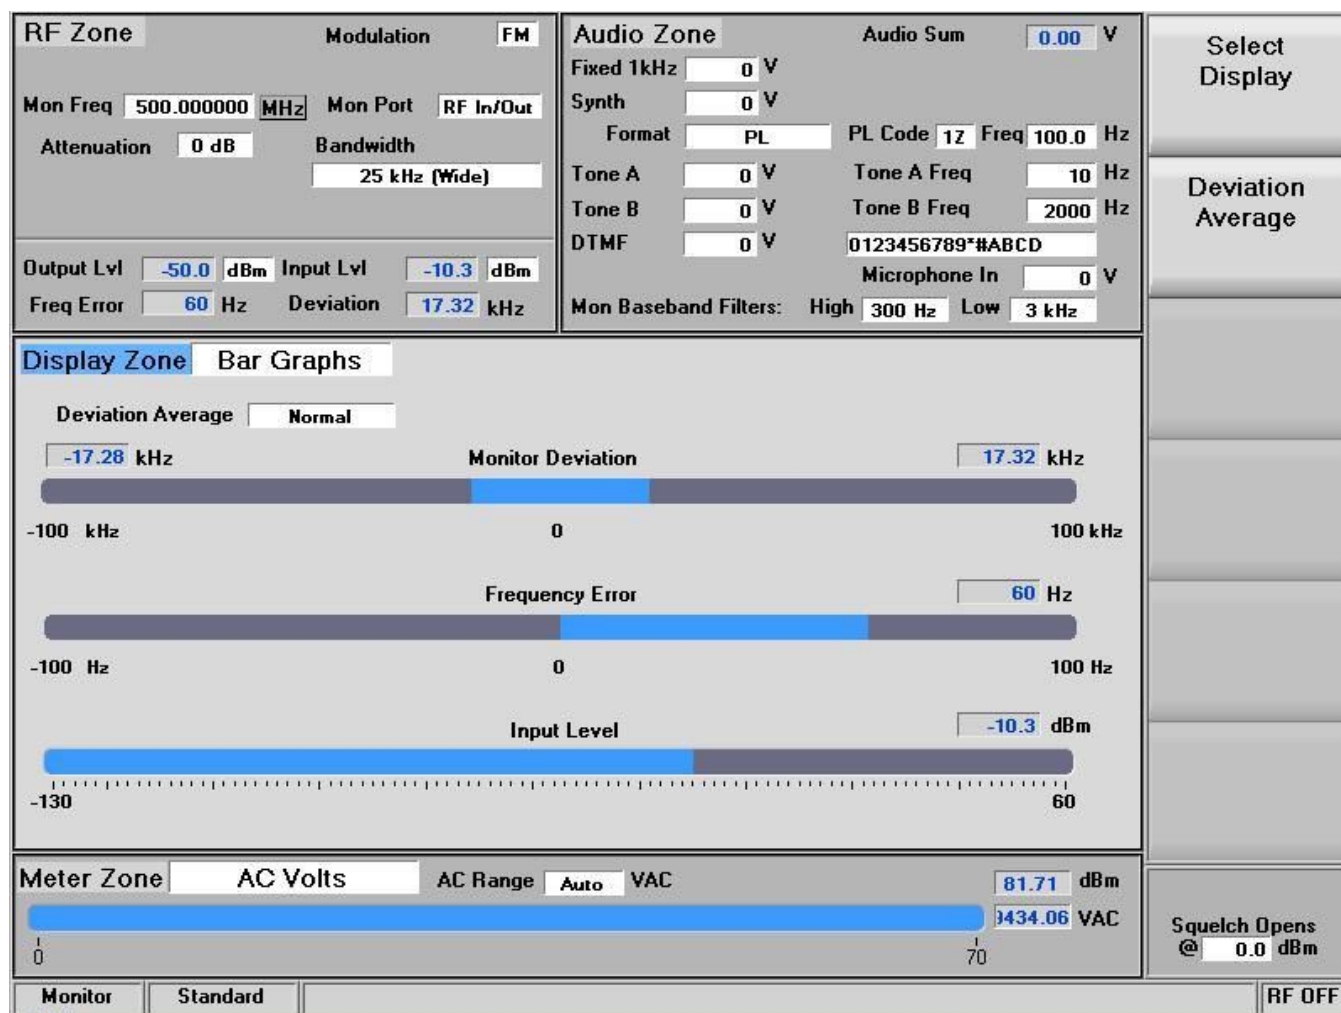 RF Zone Modulation FM
Mon Freq 500.000000 MHz Mon Port RF In/Out
Attenuation 0 dB Bandwidth
25 kHz (Wide)
Output Lvl -50.0 dBm Input Lvl -10.3 dBm
Freq Error 60 Hz Deviation 17.32 kHz
Audio Zone Audio Sum 0.00 V
Fixed 1kHz 0 V
Synth 0 V
Format PL PL Code 1Z Freq 100.0 Hz
Tone A 0 V Tone A Freq 10 Hz
Tone B 0 V Tone B Freq 2000 Hz
DTMF 0 V 0123456789*#ABCD
Microphone In 0 V
Mon Baseband Filters: High 300 Hz Low 3 kHz
Select
Display
Deviation
Average
Display Zone Bar Graphs
Deviation Average Normal
-17.28 kHz Monitor Deviation 17.32 kHz
-100 kHz 0 100 kHz
Frequency Error 60 Hz
-100 Hz 0 100 Hz
Input Level -10.3 dBm
-130 60
Meter Zone AC Volts AC Range Auto VAC 81.71 dBm
VAC
0 70
Squelch Opens
@ 0.0 dBm
Monitor Standard RF OFF